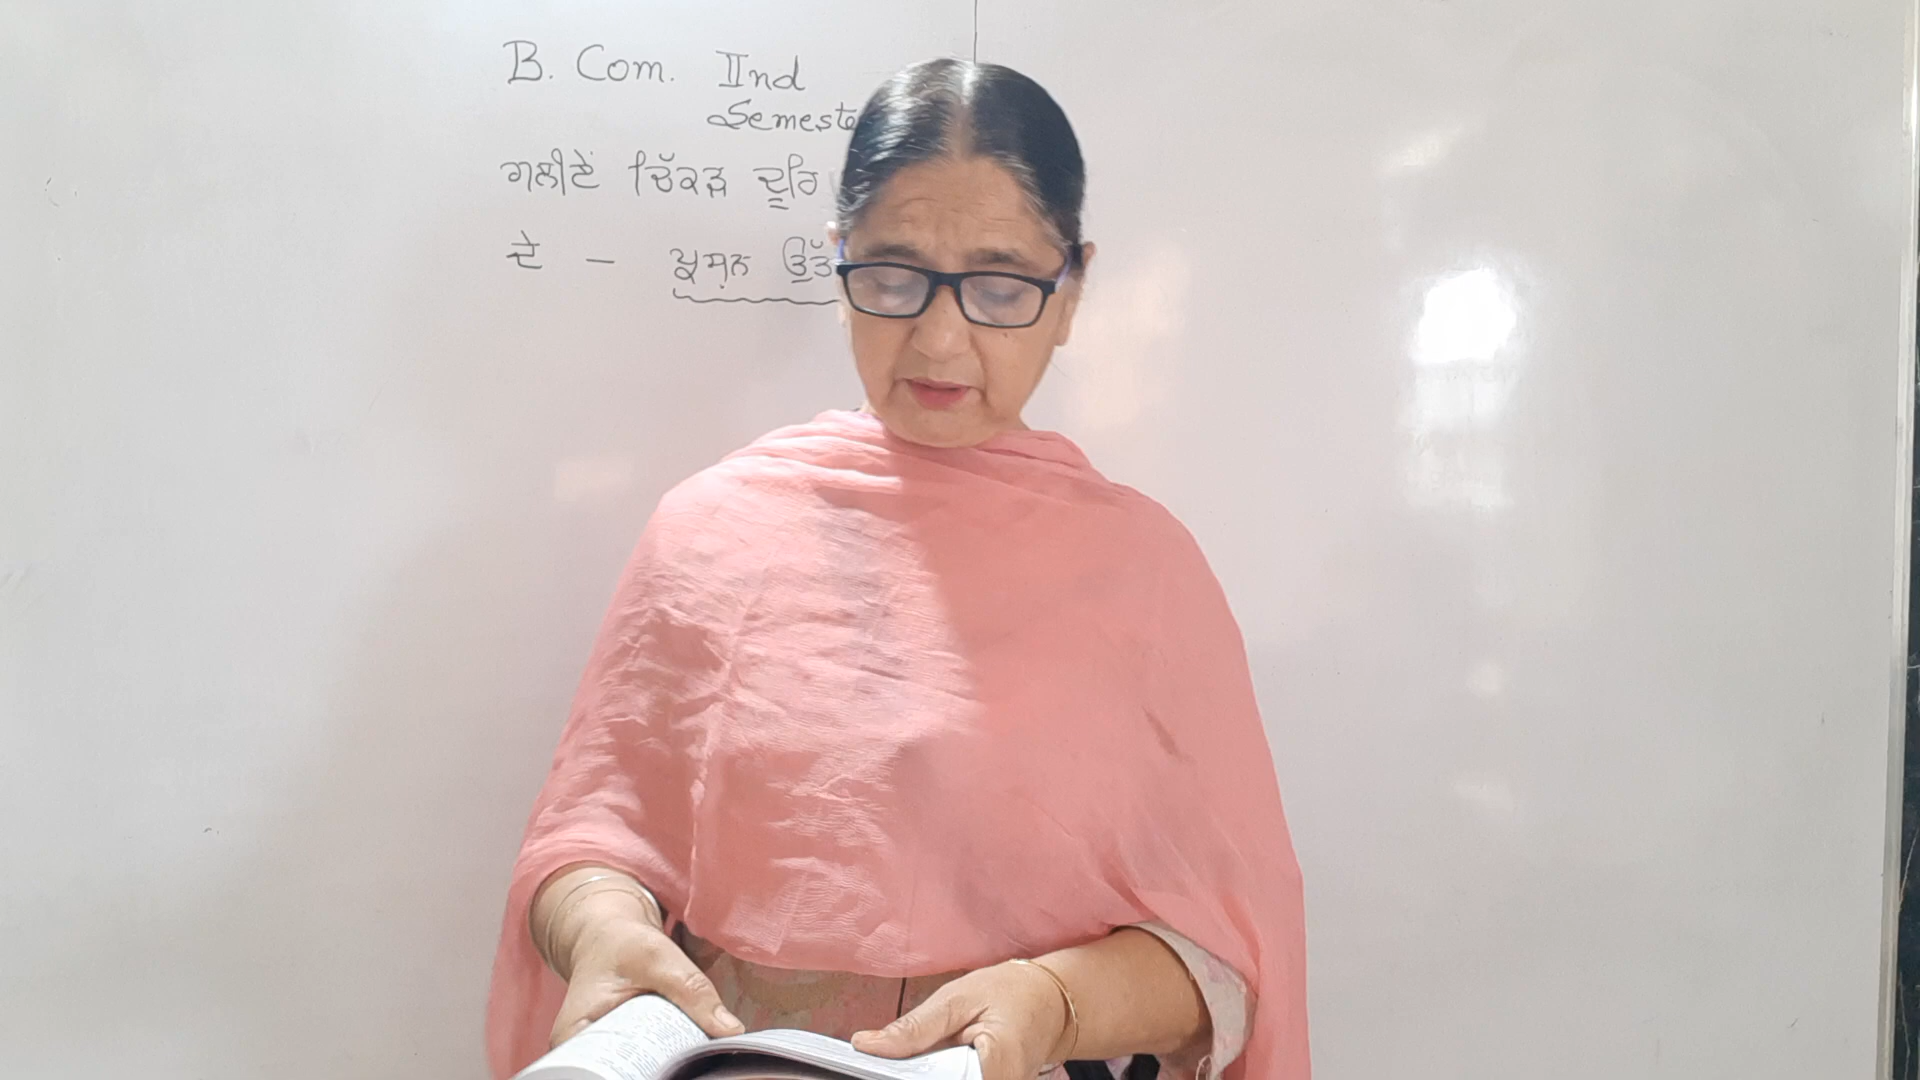 B. Com. IInd
Semeste
ਗਲੀਏਂ ਚਿੱਕੜ ਦੂਰਿ
ਦੇ - ਪ੍ਰਸ਼ਨ ਉੱਤ